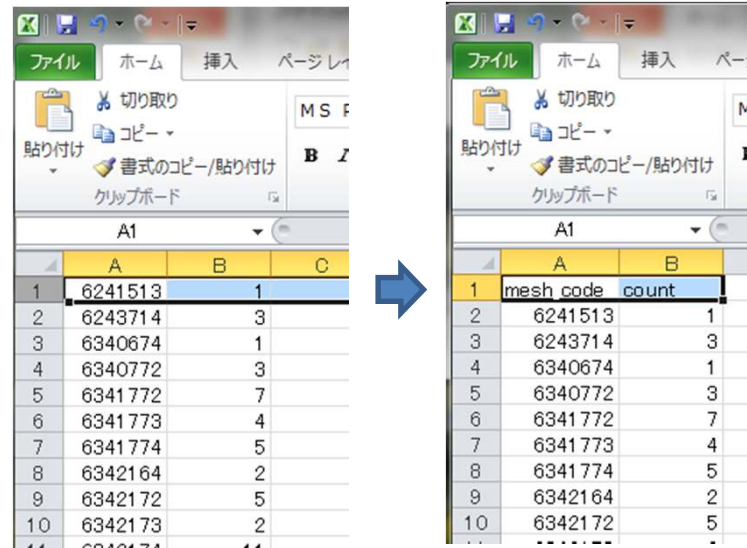 ファイル ホーム 挿入 ページレイ
切り取り
コピー
貼り付け
書式のコピー/貼り付け
クリップボード
MS P
B I
A1
A B C
1 6241513 1
2 6243714 3
3 6340674 1
4 6340772 3
5 6341772 7
6 6341773 4
7 6341774 5
8 6342164 2
9 6342172 5
10 6342173 2
ファイル ホーム 挿入 ペー
切り取り
コピー
貼り付け
書式のコピー/貼り付け
クリップボード
A1
A B
1 mesh_code count
2 6241513 1
3 6243714 3
4 6340674 1
5 6340772 3
6 6341772 7
7 6341773 4
8 6341774 5
9 6342164 2
10 6342172 5